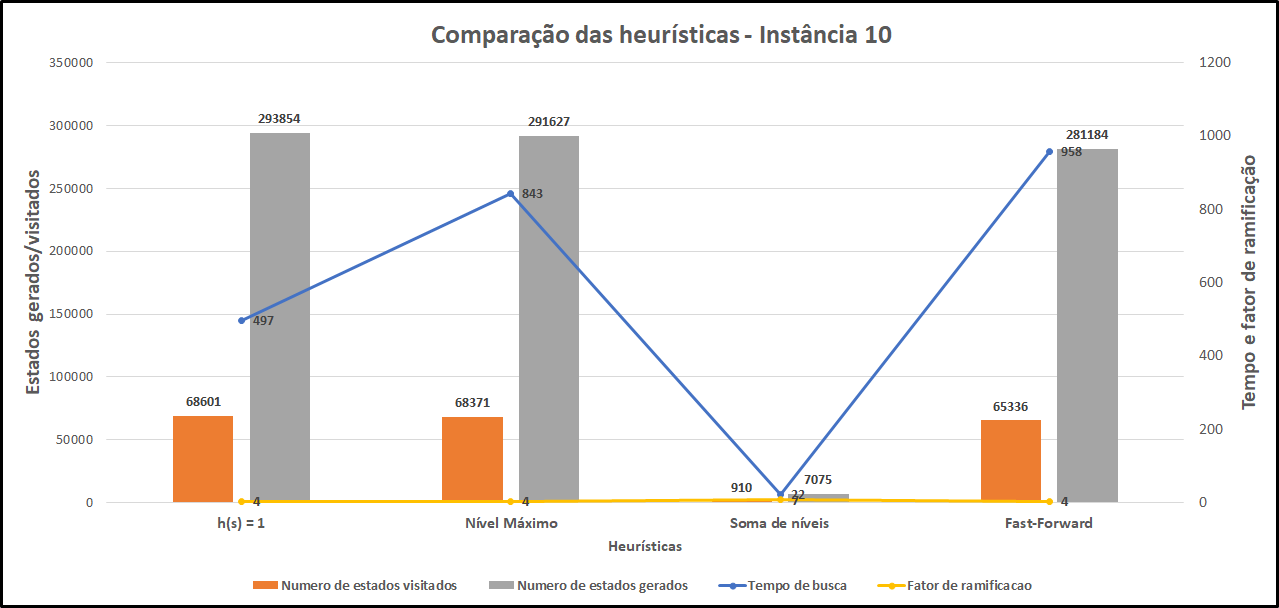 Comparação das heurísticas - Instância 10
Estados gerados/visitados
350000
300000
250000
200000
150000
100000
50000
0
1200
1000
800
600
400
200
0
Tempo e fator de ramificação
293854
291627
7075
281184
68601
68371
910
65336
497
843
22
958
4
4
7
4
h(s) = 1
Nível Máximo
Soma de níveis
Fast-Forward
Heurísticas
Numero de estados visitados
Numero de estados gerados
Tempo de busca
Fator de ramificacao